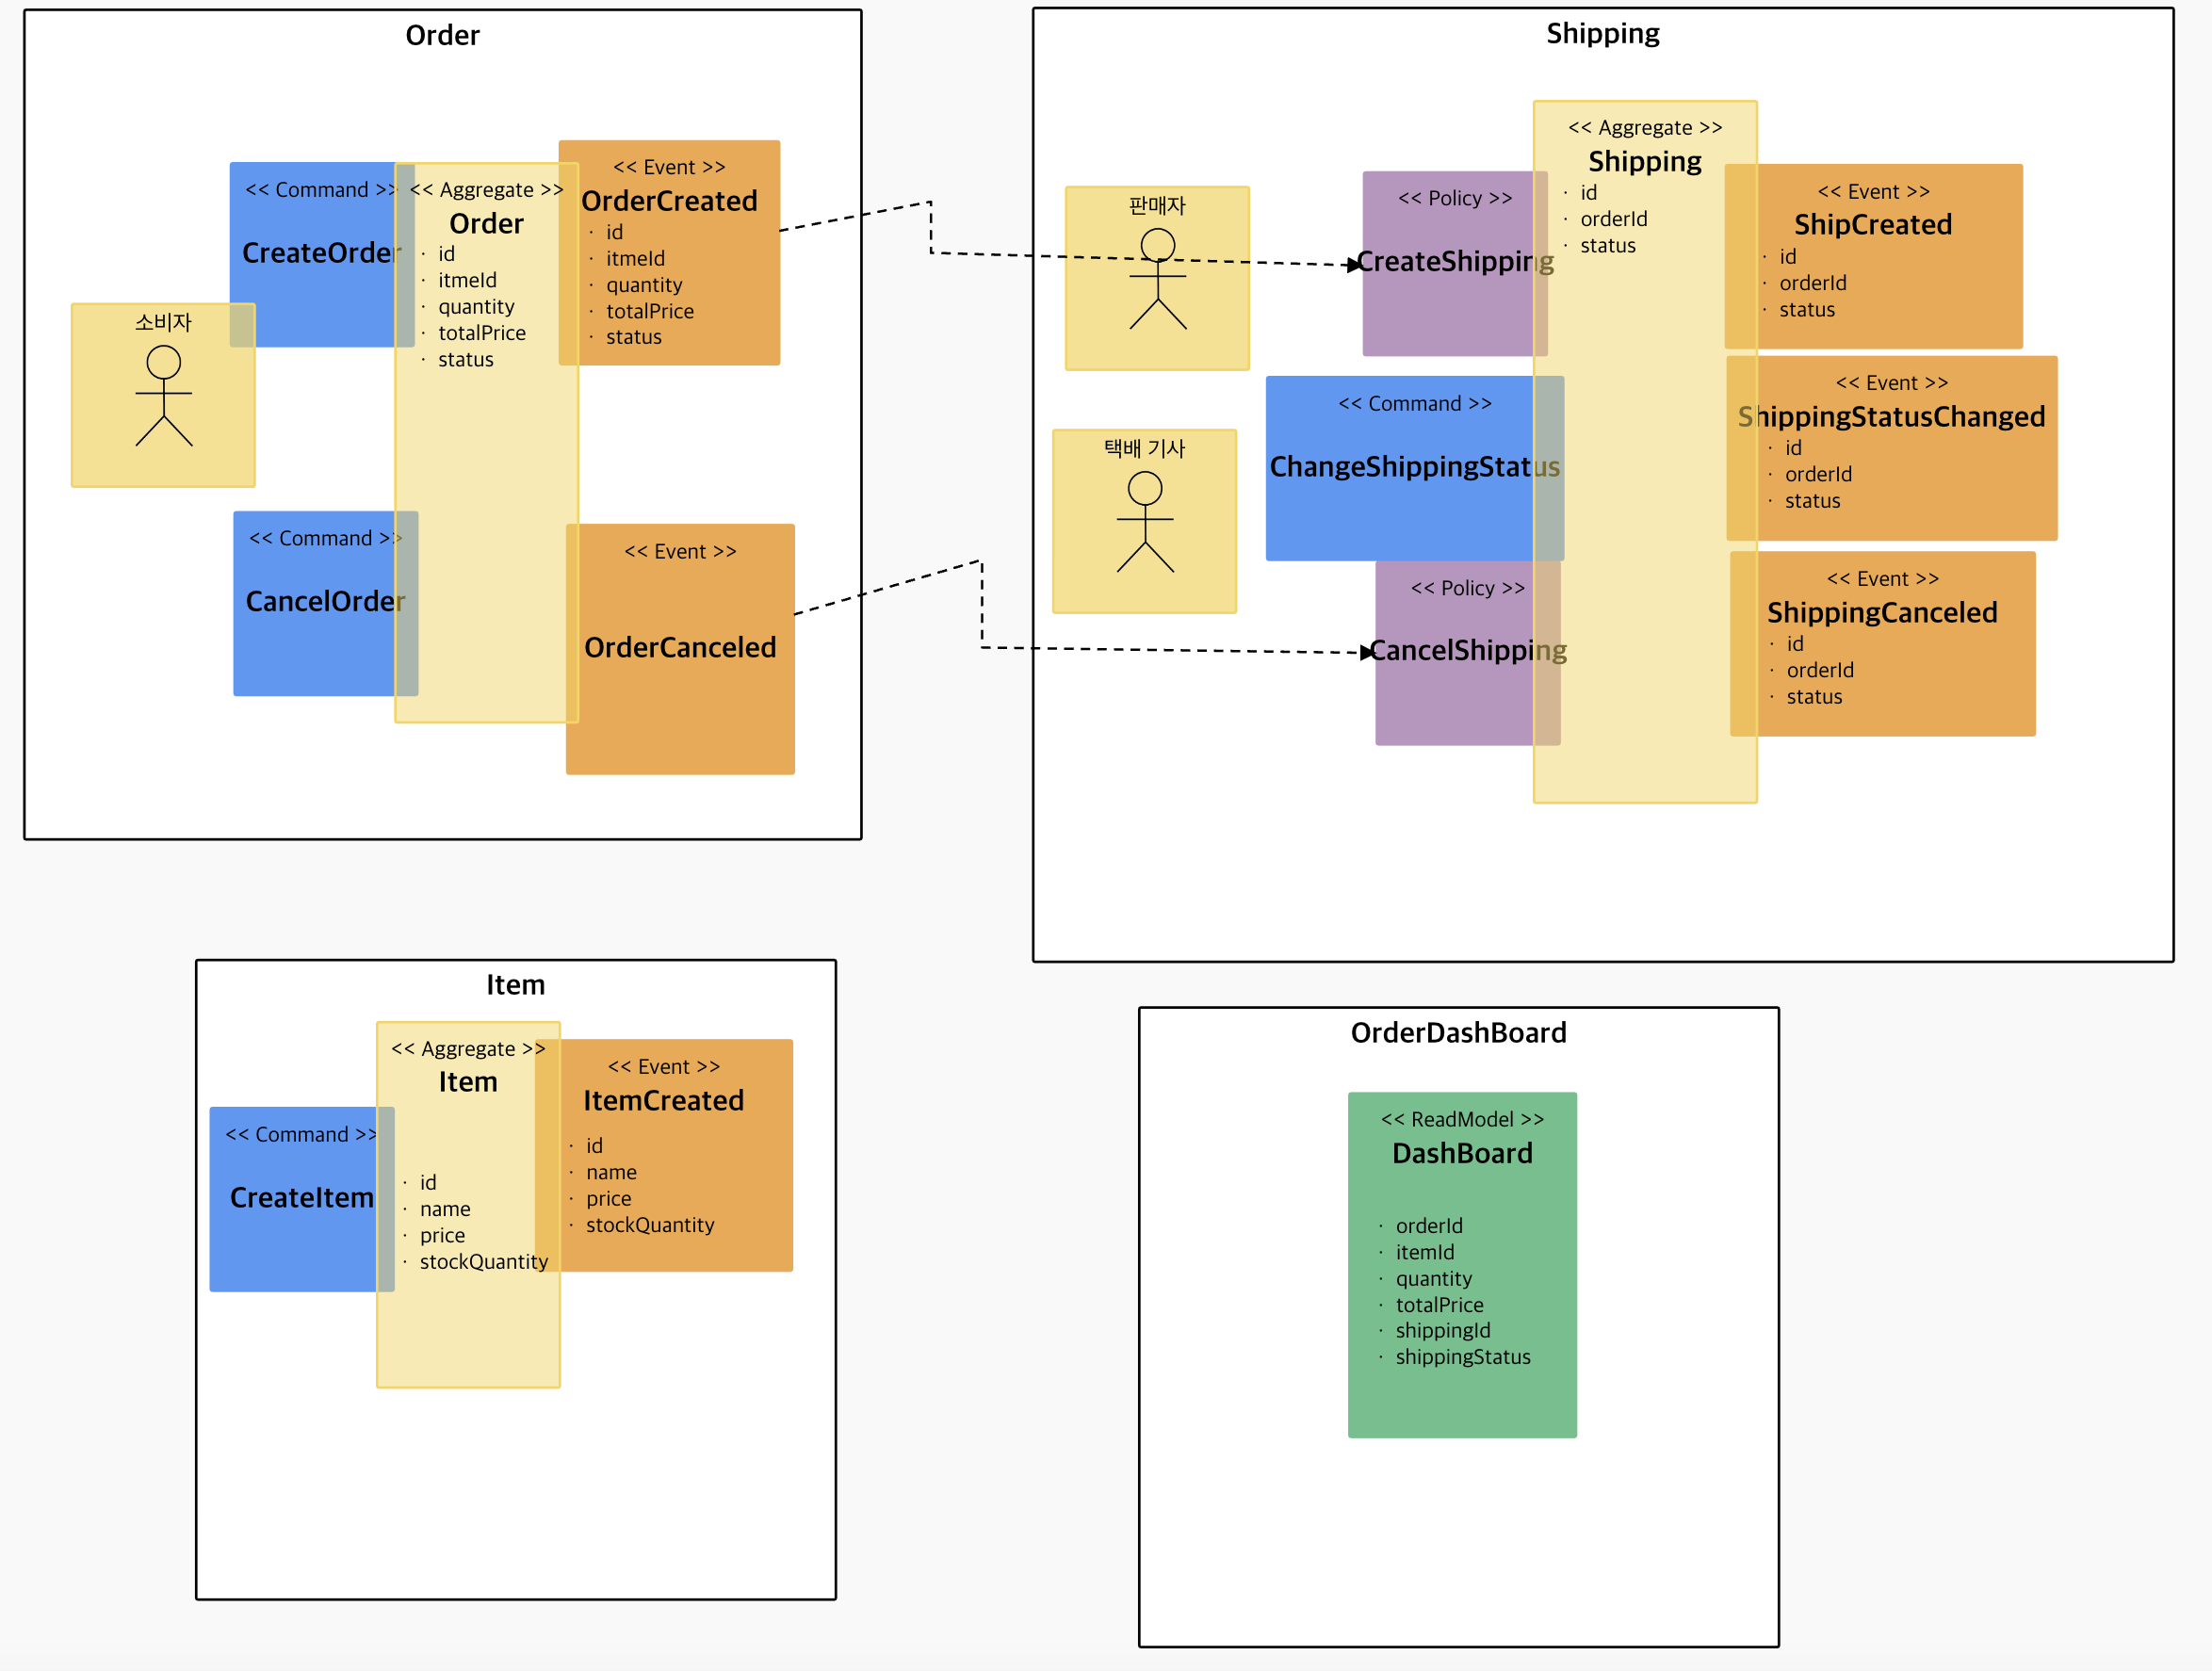 Order
<< Command >>
CreateOrder
<< Aggregate >>
Order
· id
· itmeId
· quantity
· totalPrice
· status
<< Event >>
OrderCreated
· id
· itmeId
· quantity
· totalPrice
· status
소비자
<< Command >>
CancelOrder
<< Event >>
OrderCanceled
Shipping
판매자
<< Policy >>
CreateShipping
<< Aggregate >>
Shipping
· id
· orderId
· status
<< Event >>
ShipCreated
· id
· orderId
· status
택배 기사
<< Command >>
ChangeShippingStatus
<< Event >>
ShippingStatusChanged
· id
· orderId
· status
<< Policy >>
CancelShipping
<< Event >>
ShippingCanceled
· id
· orderId
· status
Item
<< Command >>
CreateItem
<< Aggregate >>
Item
· id
· name
· price
· stockQuantity
<< Event >>
ItemCreated
· id
· name
· price
· stockQuantity
OrderDashBoard
<< ReadModel >>
DashBoard
· orderId
· itemId
· quantity
· totalPrice
· shippingId
· shippingStatus